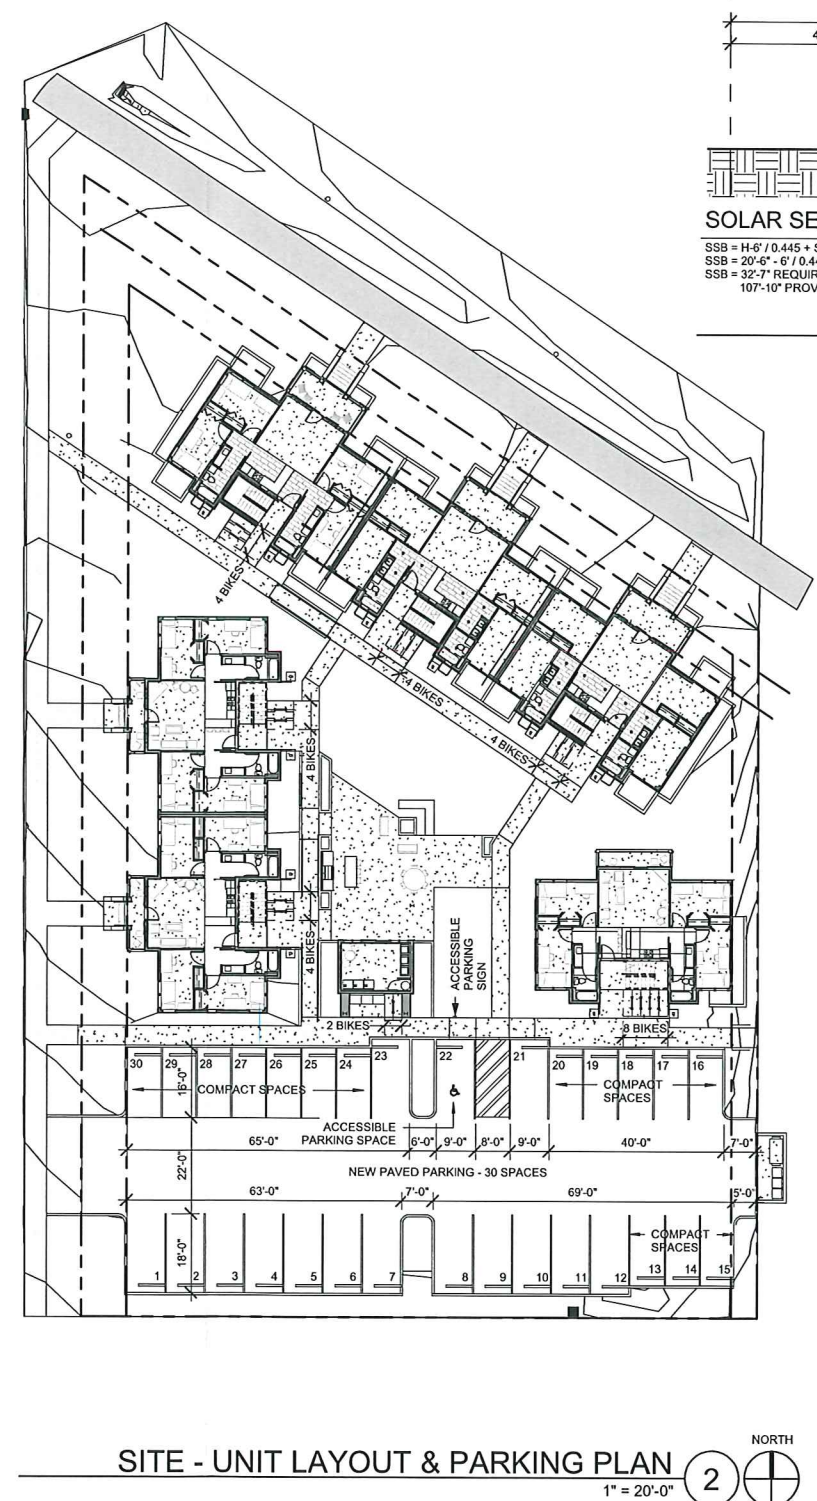 4
SOLAR SE
SSB = H-6' / 0.445 + S
SSB = 20'-6" - 6' / 0.44
SSB = 32'-7" REQUIR
107'-10" PROV
4 BIKES
4 BIKES
4 BIKES
4 BIKES
4 BIKES
ACCESSIBLE
PARKING
SIGN
2 BIKES
8 BIKES
30 29 28 27 26 25 24 23 22 21 20 19 18 17 16
16'-0"
COMPACT SPACES
COMPACT
SPACES
ACCESSIBLE
PARKING SPACE
65'-0" 6'-0" 9'-0" 8'-0" 9'-0" 40'-0" 7'-0"
NEW PAVED PARKING - 30 SPACES
22'-0"
63'-0" 7'-0" 69'-0" 5'-0"
COMPACT
SPACES
18'-0"
1 2 3 4 5 6 7 8 9 10 11 12 13 14 15
NORTH
SITE - UNIT LAYOUT & PARKING PLAN
1" = 20'-0"
2